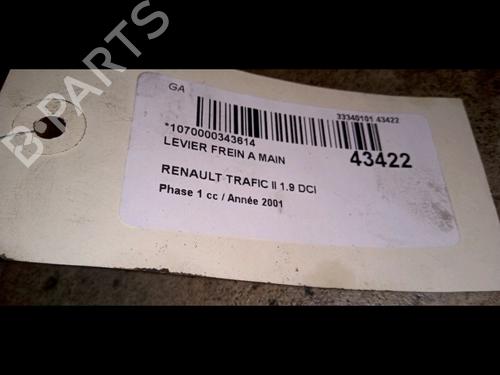 B PARTS
GA
33340101 43422
*1070000343614
LEVIER FREIN A MAIN
43422
RENAULT TRAFIC II 1.9 DCI
Phase 1 cc / Année 2001